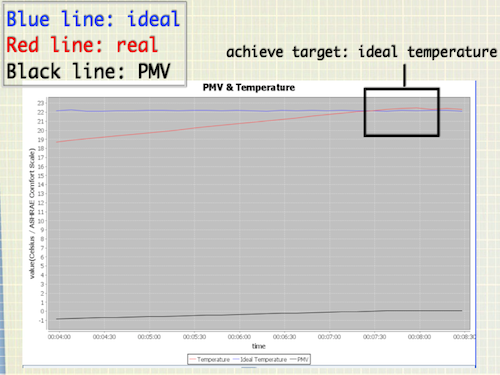 Blue line: ideal
Red line: real
Black line: PMV
achieve target: ideal temperature
PMV & Temperature
value(Celsius / ASHRAE Comfort Scale)
23
22
21
20
19
18
17
16
15
14
13
12
11
10
9
8
7
6
5
4
3
2
1
0
-1
00:04:00 00:04:30 00:05:00 00:05:30 00:06:00 00:06:30 00:07:00 00:07:30 00:08:00 00:08:30
time
Temperature Ideal Temperature PMV